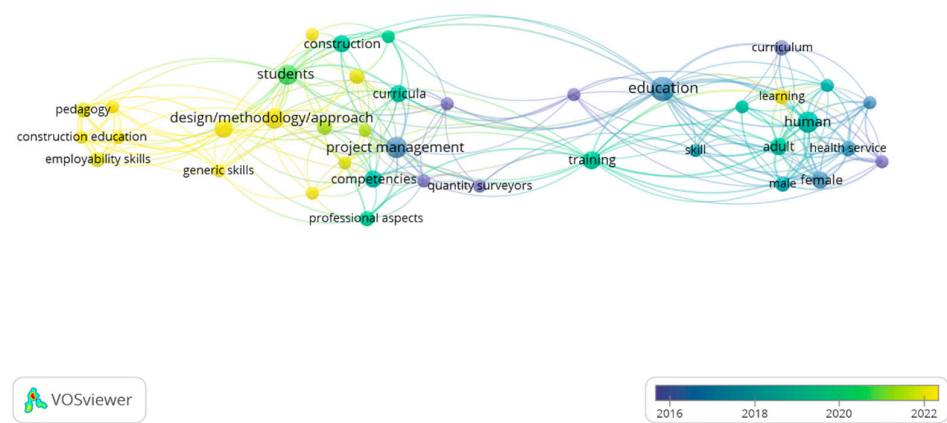 construction
curriculum
students
education
curricula
learning
pedagogy
design/methodology/approach
human
construction education
project management
adult
health service
employability skills
training
skill
generic skills
competencies
quantity surveyors
male
female
professional aspects
VOSviewer
2016 2018 2020 2022